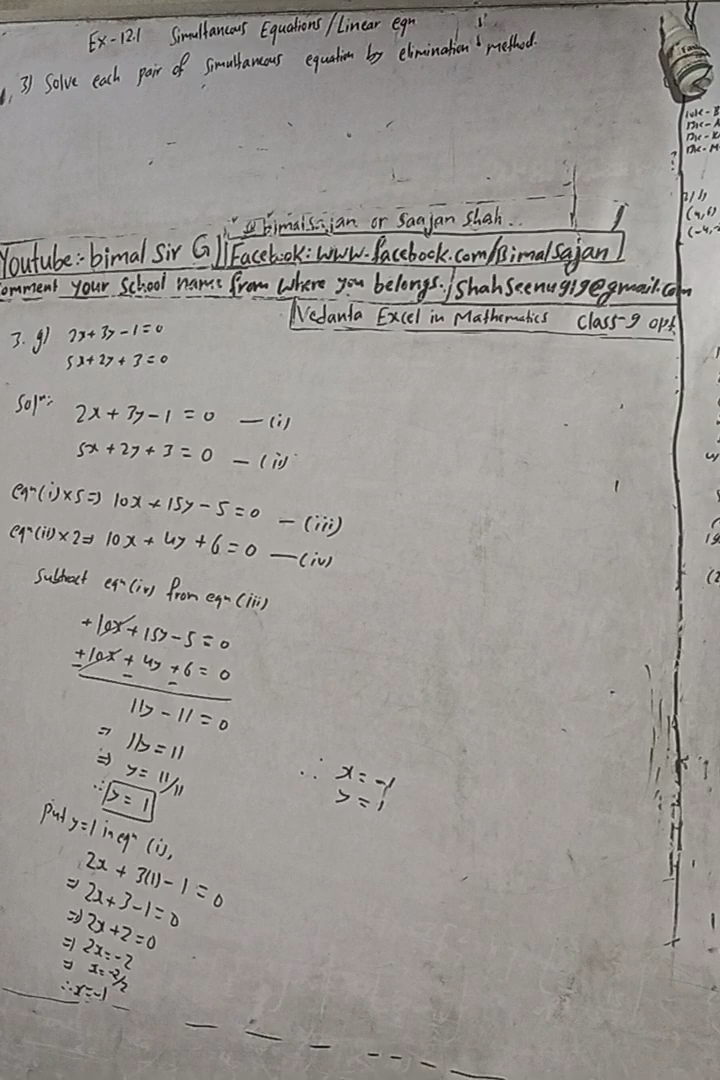 Ex-12.1 Simultaneous Equations/Linear eqn
3) Solve each pair of simultaneous equation by elimination method.
bimalsajan or saajan shah..
Youtube:- bimal sir G Facebook: www.facebook.com/BimalSajan
comment your School name from where you belongs. shahseenu919@gmail.com
Vedanta Excel in Mathematics Class-9 opt
3. g) 2x+3y-1=0
5x+2y+3=0
Soln:
2x+3y-1=0 —(i)
5x+2y+3=0 —(ii)
eqn(i)×5=> 10x+15y-5=0 —(iii)
eqn(ii)×2=> 10x+4y+6=0 —(iv)
Subtract eqn(iv) from eqn(iii)
+10x+15y-5=0
+10x+4y+6=0
- - -
11y-11=0
=> 11y=11
=> y=11/11
∴ y=1
∴ x=-1
y=1
Put y=1 in eqn (i),
2x+3(1)-1=0
=> 2x+3-1=0
=> 2x+2=0
=> 2x=-2
=> x=-2/2
∴ x=-1